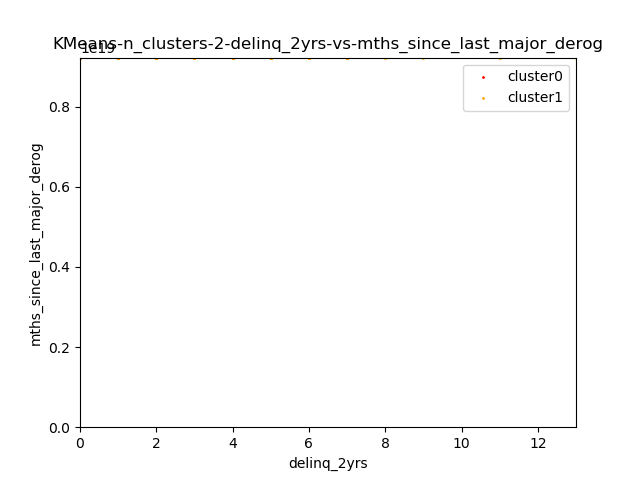 KMeans-n_clusters-2-delinq_2yrs-vs-mths_since_last_major_derog
1e19
cluster0
cluster1
0.8
0.6
0.4
0.2
0.0
mths_since_last_major_derog
0 2 4 6 8 10 12
delinq_2yrs